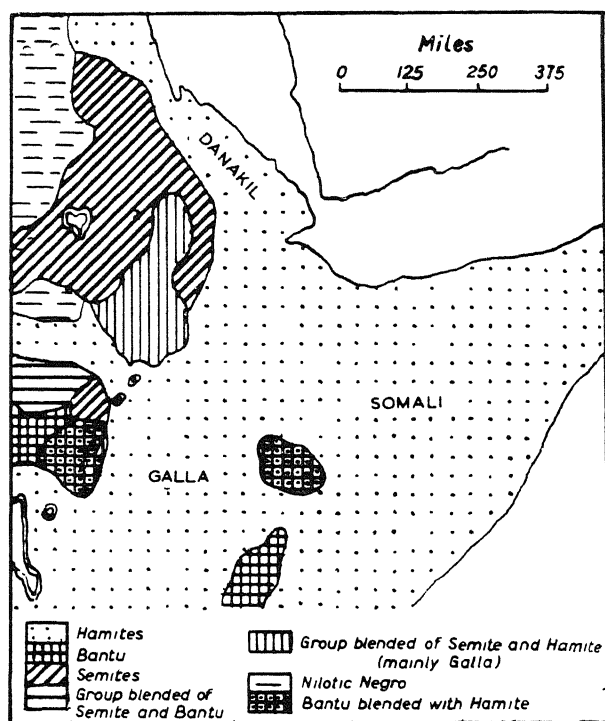 Miles
0 125 250 375
DANAKIL
SOMALI
GALLA
Hamites
Bantu
Semites
Group blended of
Semite and Bantu
Group blended of Semite and Hamite
(mainly Galla)
Nilotic Negro
Bantu blended with Hamite